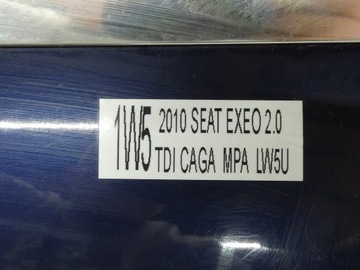 1W5
2010 SEAT EXEO 2.0
TDI CAGA MPA LW5U